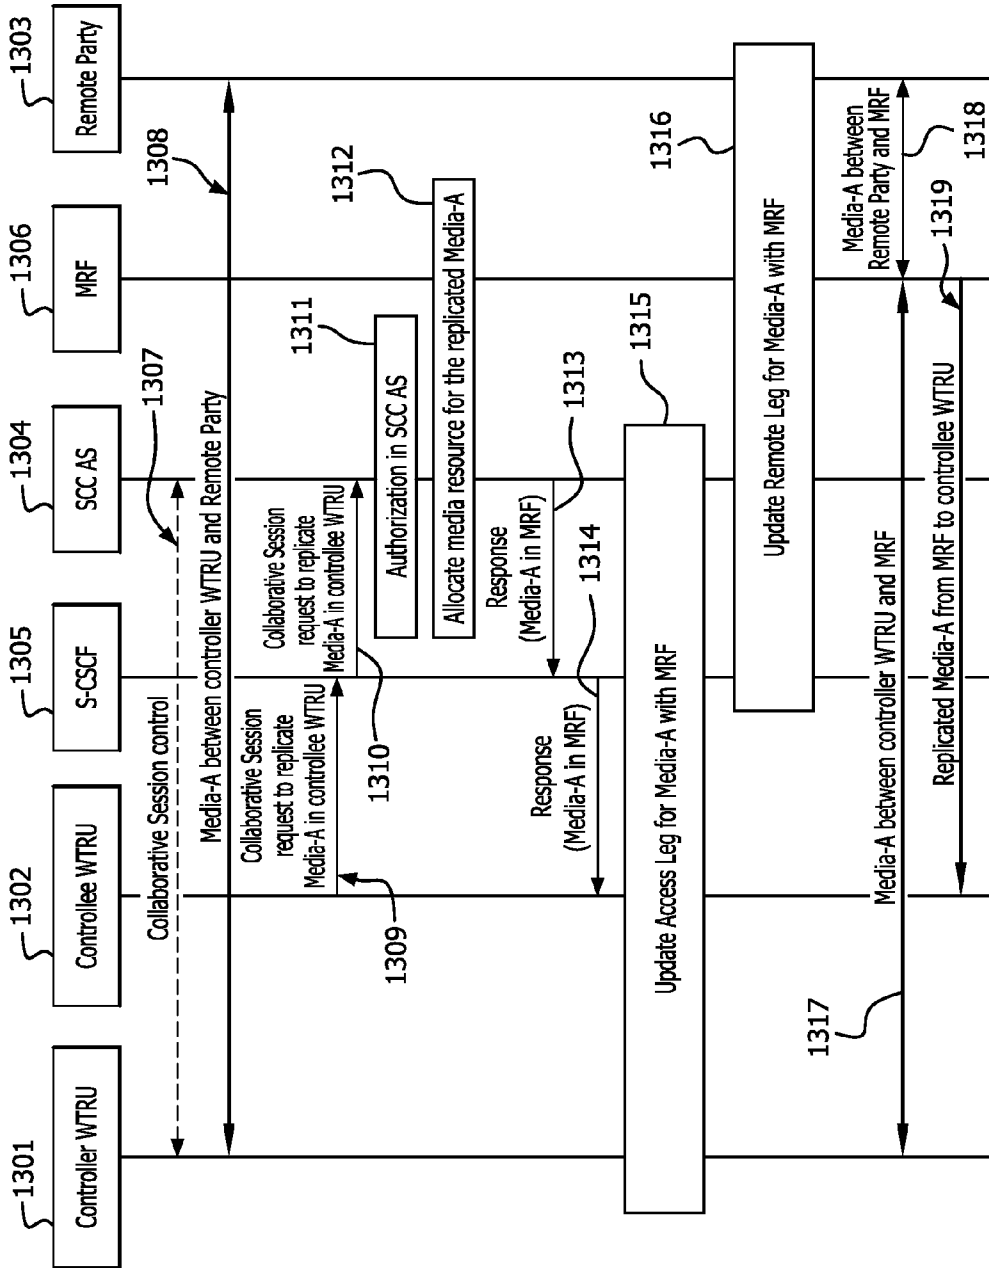 1301
1302
1305
1304
1306
1303
Controller WTRU
Controllee WTRU
S-CSCF
SCC AS
MRF
Remote Party
Collaborative Session control
1307
Media-A between controller WTRU and Remote Party
1308
Collaborative Session
request to replicate
Media-A in controllee WTRU
1309
Collaborative Session
request to replicate
Media-A in controllee WTRU
1310
Authorization in SCC AS
1311
Allocate media resource for the replicated Media-A
1312
Response
(Media-A in MRF)
1313
Response
(Media-A in MRF)
1314
Update Access Leg for Media-A with MRF
1315
Update Remote Leg for Media-A with MRF
1316
Media-A between controller WTRU and MRF
1317
Media-A between
Remote Party and MRF
1318
Replicated Media-A from MRF to controllee WTRU
1319